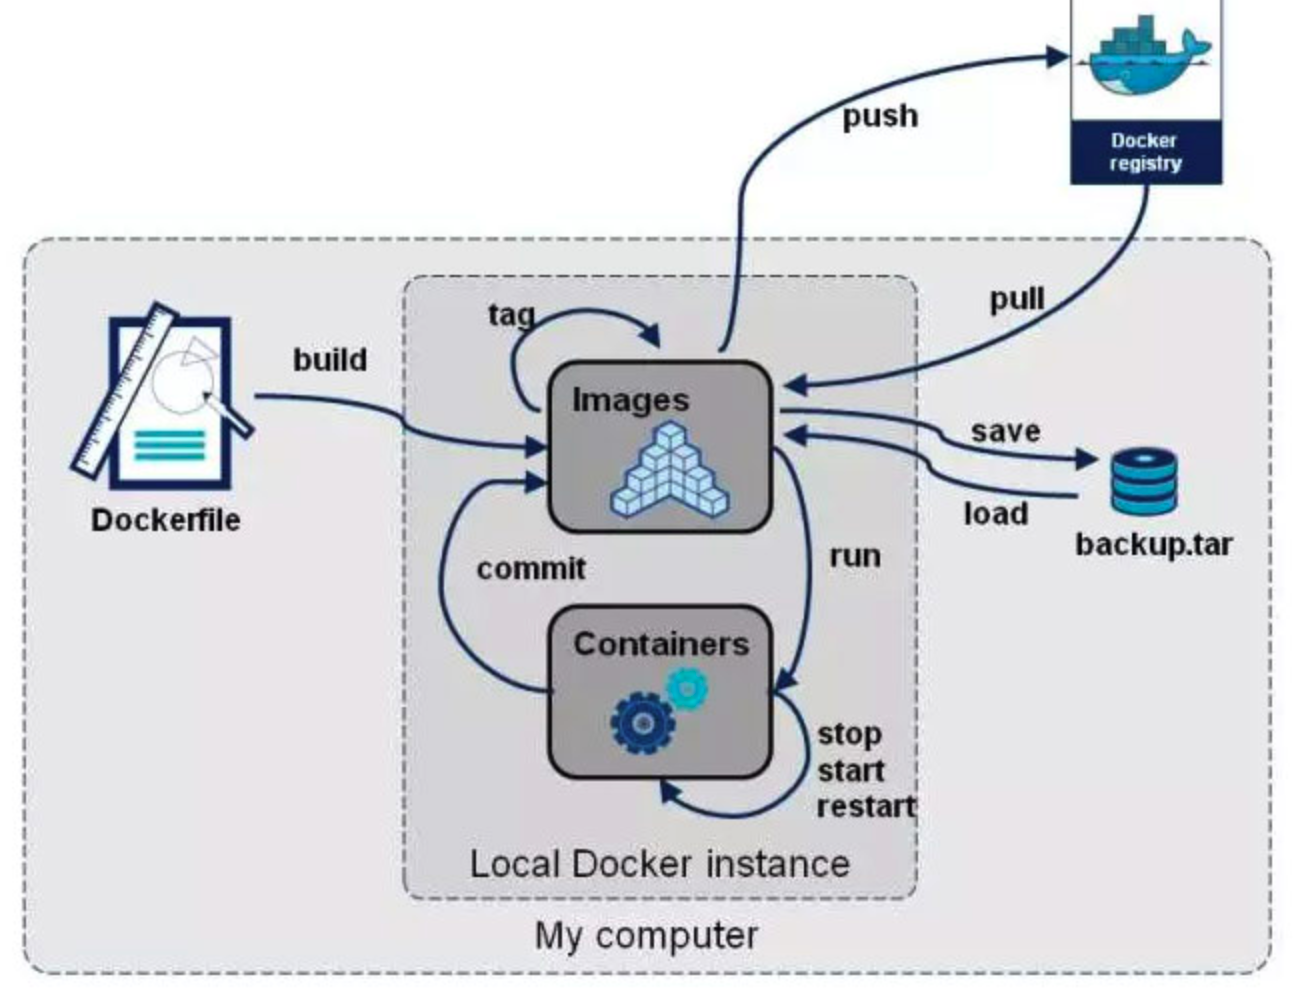 push
Docker
registry
pull
tag
build
Images
save
load
Dockerfile
backup.tar
commit
run
Containers
stop
start
restart
Local Docker instance
My computer